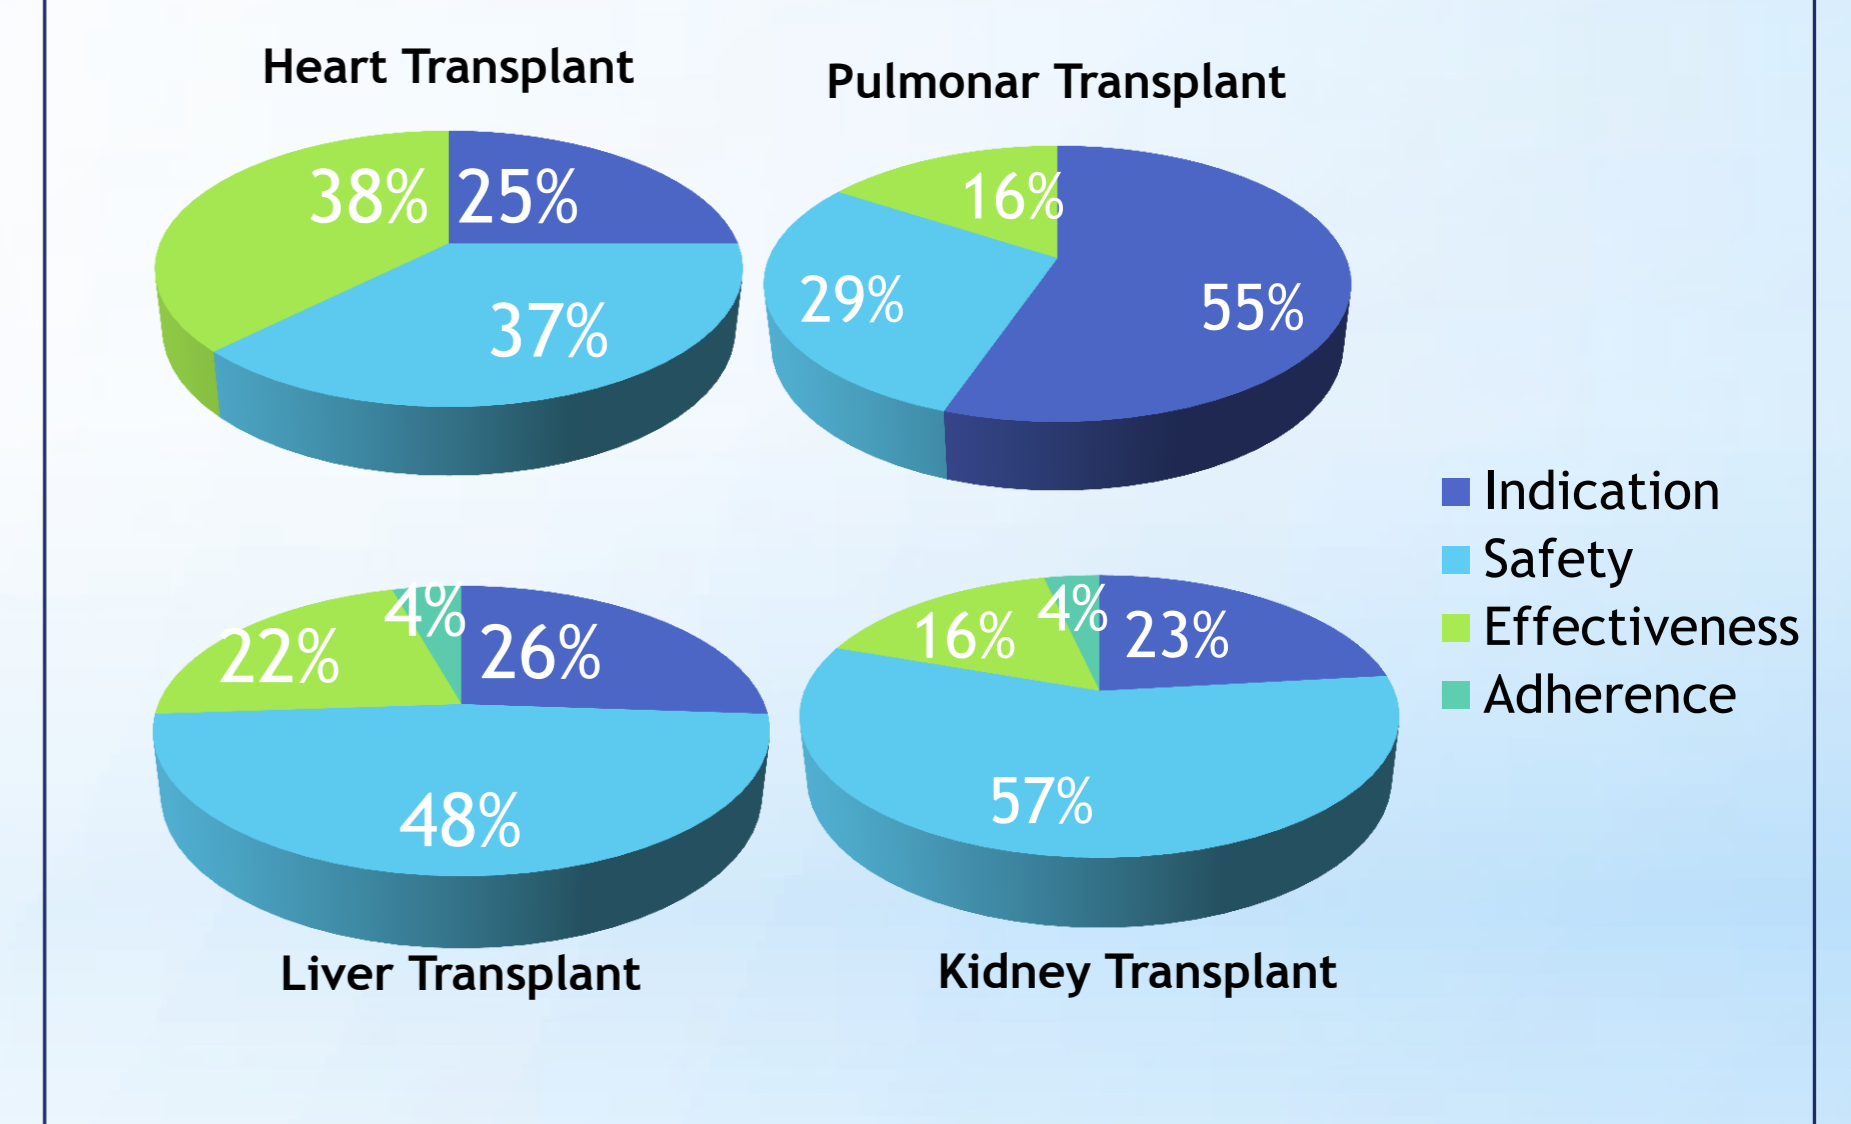 Heart Transplant
Pulmonar Transplant
38% 25%
37%
16%
29%
55%
Indication
Safety
Effectiveness
Adherence
4%
22%
26%
48%
4%
16%
23%
57%
Liver Transplant
Kidney Transplant